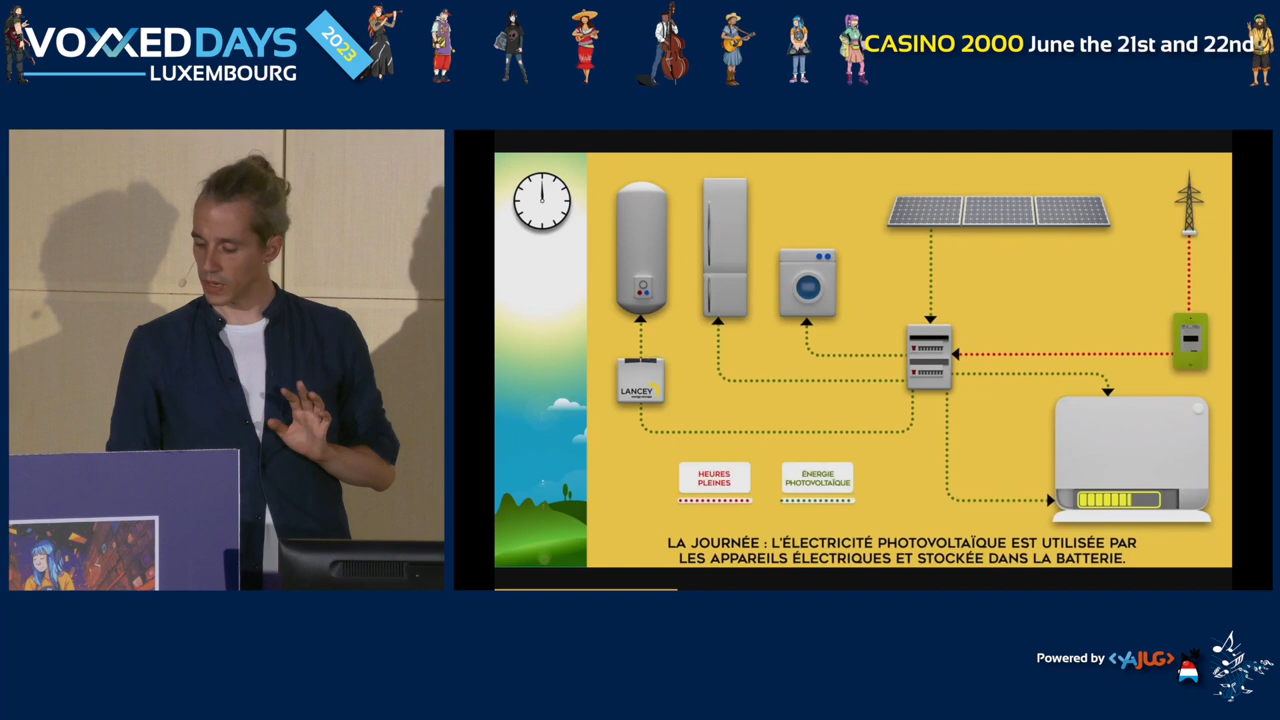 VOXXED DAYS
LUXEMBOURG
2023
CASINO 2000 June the 21st and 22nd
LANCEY
HEURES
PLEINES
ÉNERGIE
PHOTOVOLTAÏQUE
LA JOURNÉE : L'ÉLECTRICITÉ PHOTOVOLTAÏQUE EST UTILISÉE PAR
LES APPAREILS ÉLECTRIQUES ET STOCKÉE DANS LA BATTERIE.
Powered by <YAJUG>